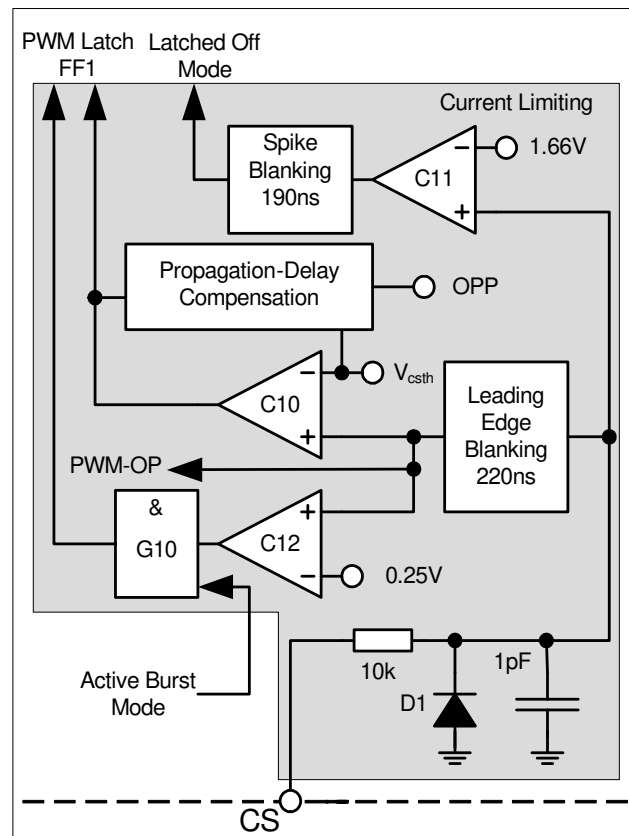 PWM Latch
FF1
Latched Off
Mode
Current Limiting
Spike
Blanking
190ns
C11
−
+
1.66V
Propagation-Delay
Compensation
OPP
C10
−
+
Vcsth
Leading
Edge
Blanking
220ns
PWM-OP
&
G10
C12
+
−
0.25V
Active Burst
Mode
10k
1pF
D1
CS